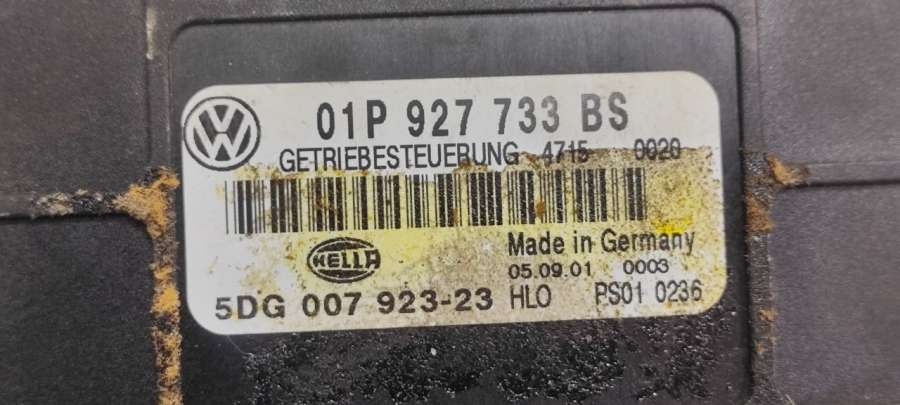 01P 927 733 BS
GETRIEBESTEUERUNG 4715 0020
HELLA
Made in Germany
05.09.01 0003
5DG 007 923-23 HLO PS01 0236